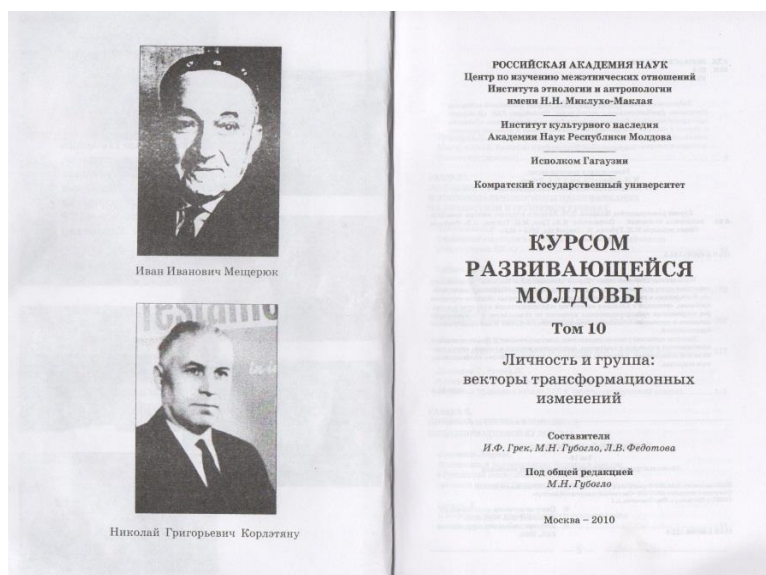 Testame
Иван Иванович Мещерюк
Николай Григорьевич Корлэтяну
РОССИЙСКАЯ АКАДЕМИЯ НАУК
Центр по изучению межэтнических отношений
Института этнологии и антропологии
имени Н.Н. Миклухо-Маклая
Институт культурного наследия
Академии Наук Республики Молдова
Исполком Гагаузии
Комратский государственный университет
КУРСОМ
РАЗВИВАЮЩЕЙСЯ
МОЛДОВЫ
Том 10
Личность и группа:
векторы трансформационных
изменений
Составители
И.Ф. Грек, М.Н. Губогло, Л.В. Федотова
Под общей редакцией
М.Н. Губогло
Москва – 2010